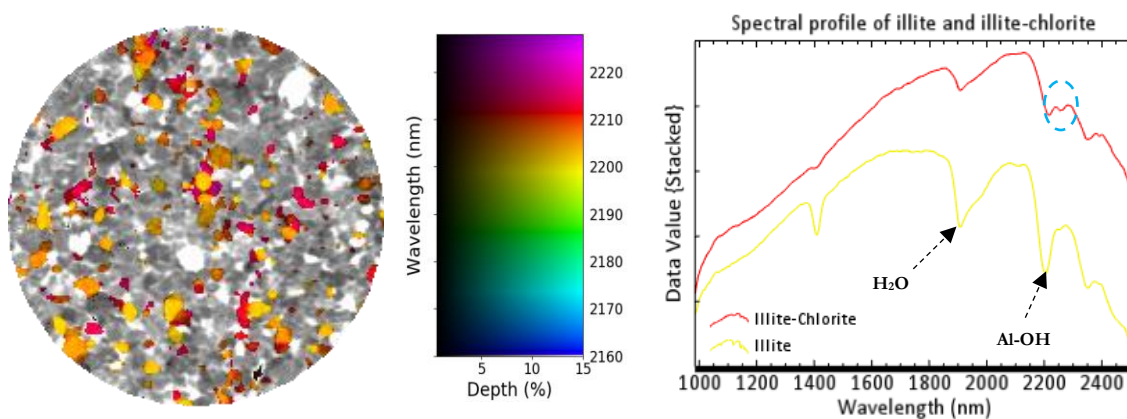 2220
2210
2200
2190
2180
2170
2160
Wavelength (nm)
5 10 15
Depth (%)
Spectral profile of illite and illite-chlorite
Data Value {Stacked}
H₂O
Al-OH
Illite-Chlorite
Illite
1000 1200 1400 1600 1800 2000 2200 2400
Wavelength (nm)